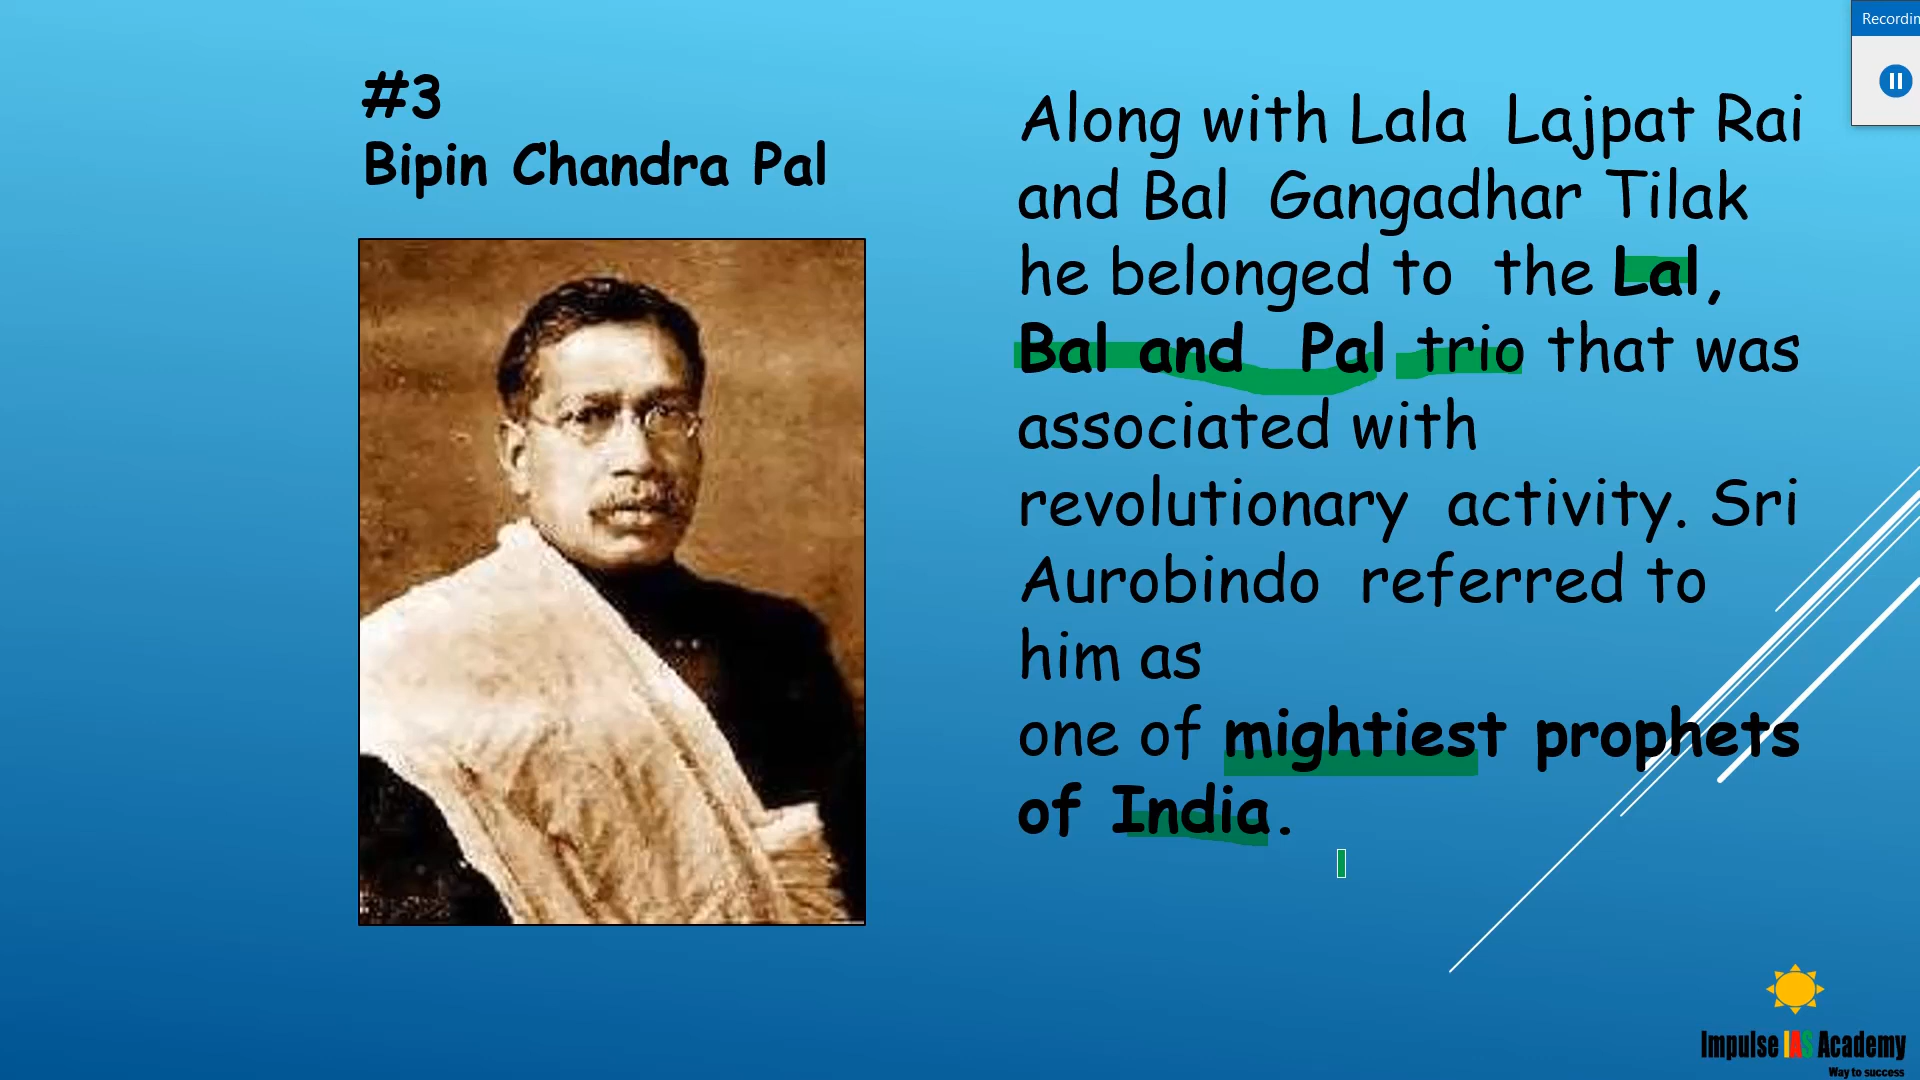 #3
Bipin Chandra Pal
Along with Lala Lajpat Rai
and Bal Gangadhar Tilak
he belonged to the Lal,
Bal and Pal trio that was
associated with
revolutionary activity. Sri
Aurobindo referred to
him as
one of mightiest prophets
of India.
Recordin
Impulse IAS Academy
Way to success